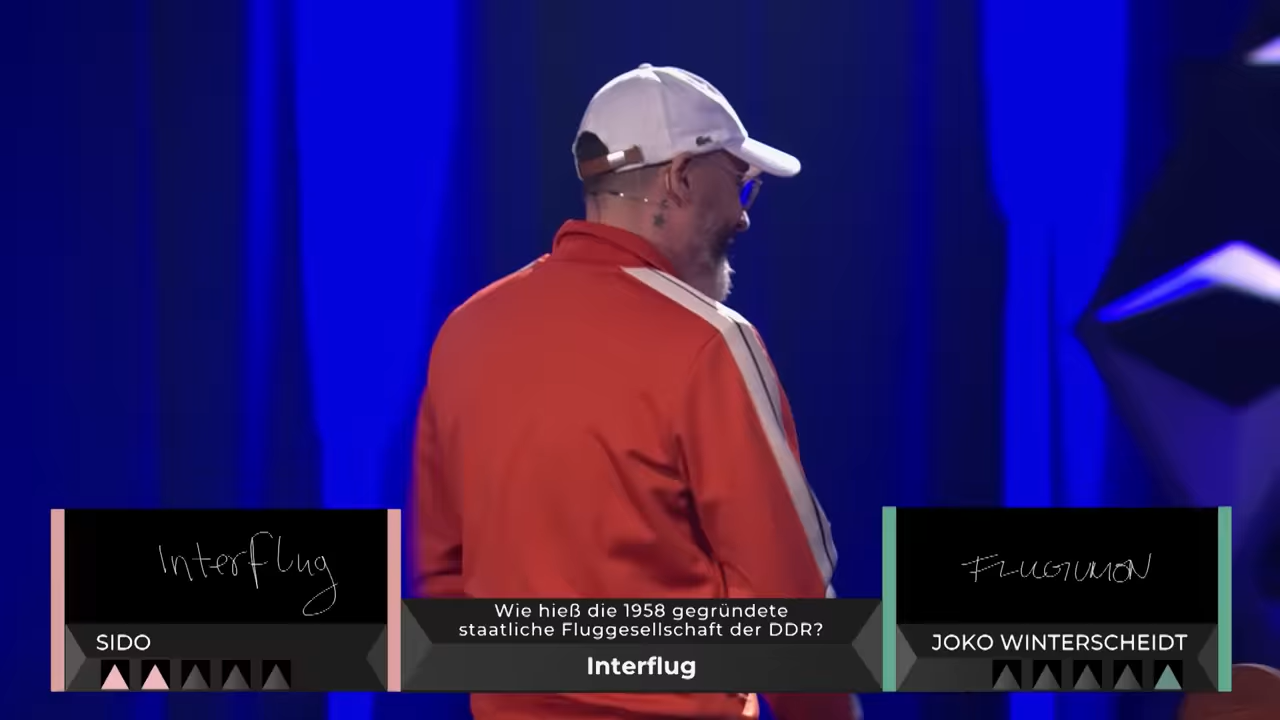 Interflug
FLUGUNION
Wie hieß die 1958 gegründete
staatliche Fluggesellschaft der DDR?
Interflug
SIDO
JOKO WINTERSCHEIDT